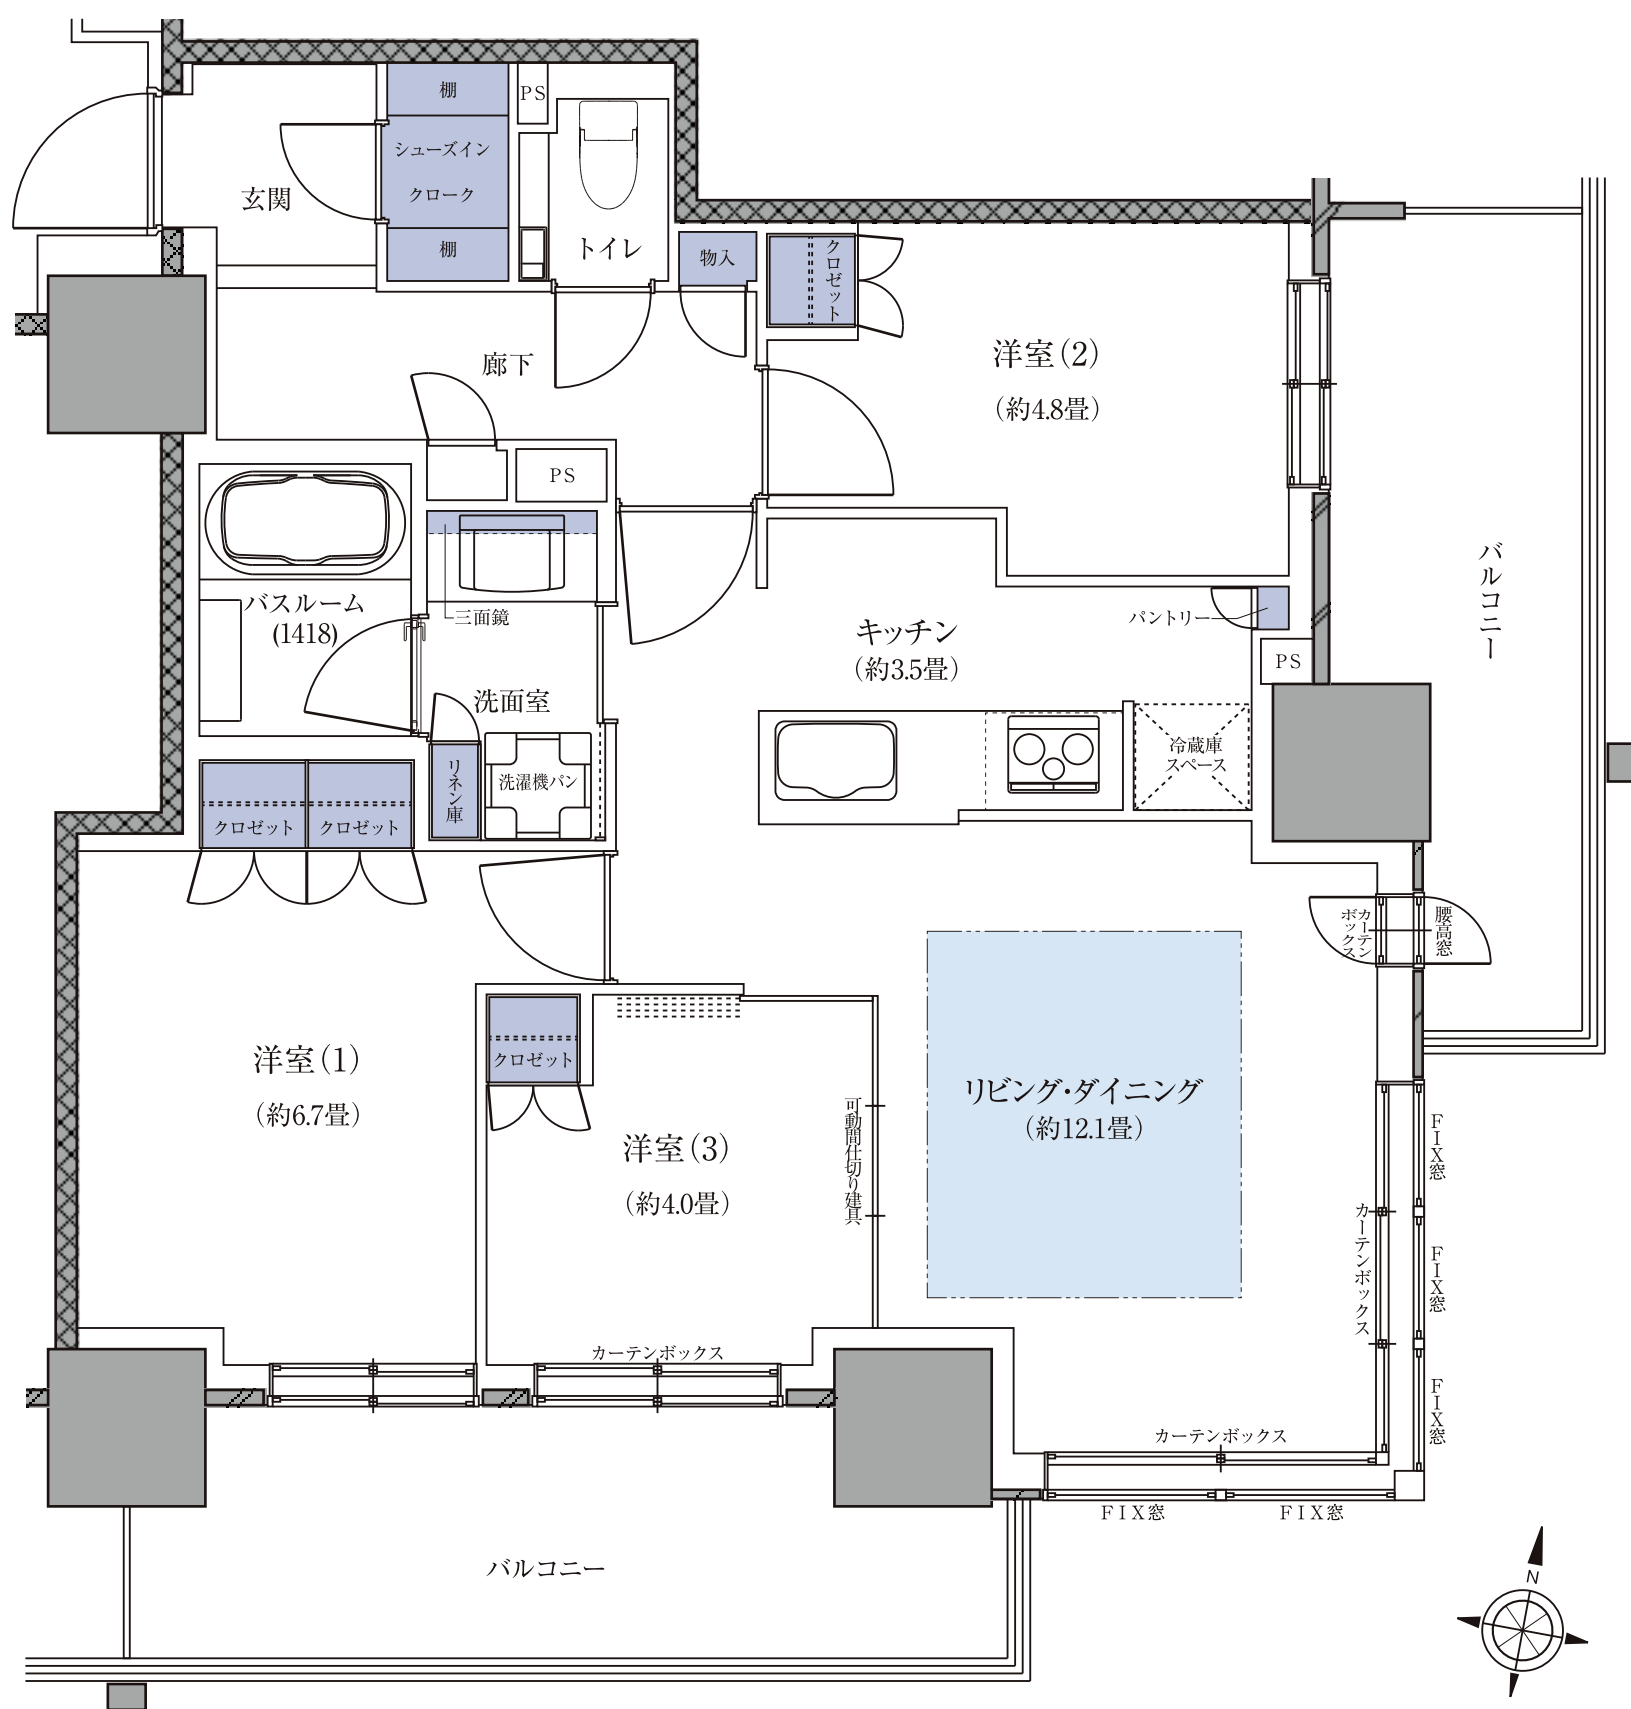 棚
PS
シューズイン
クローク
玄関
棚
トイレ
物入
クロゼット
廊下
洋室(2)
(約4.8畳)
PS
バルコニー
バスルーム
(1418)
三面鏡
パントリー
キッチン
(約3.5畳)
PS
洗面室
冷蔵庫
スペース
リネン庫
洗濯機パン
クロゼット
クロゼット
カーテン
ボックス
腰高窓
洋室(1)
(約6.7畳)
クロゼット
洋室(3)
(約4.0畳)
可動間仕切り建具
リビング・ダイニング
(約12.1畳)
FIX窓
カーテンボックス
FIX窓
FIX窓
カーテンボックス
カーテンボックス
FIX窓
FIX窓
バルコニー
N